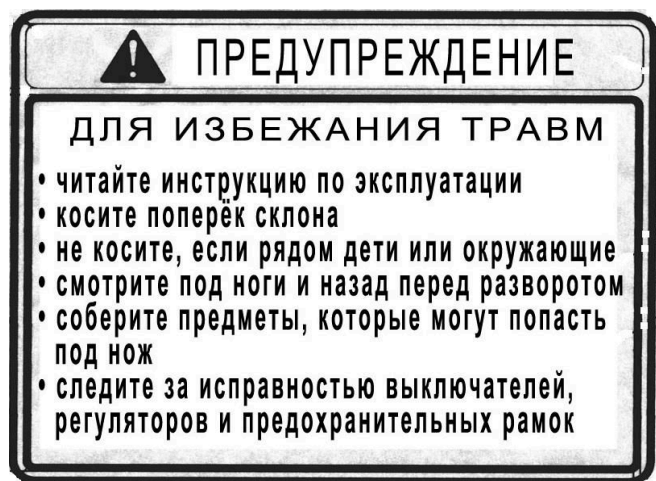 ПРЕДУПРЕЖДЕНИЕ
ДЛЯ ИЗБЕЖАНИЯ ТРАВМ
• читайте инструкцию по эксплуатации
• косите поперёк склона
• не косите, если рядом дети или окружающие
• смотрите под ноги и назад перед разворотом
• соберите предметы, которые могут попасть
под нож
• следите за исправностью выключателей,
регуляторов и предохранительных рамок